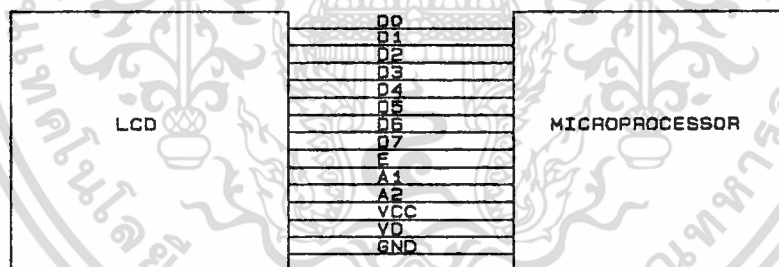 D0
D1
D2
D3
D4
D5
D6
D7
E
A1
A2
VCC
VO
GND
LCD
MICROPROCESSOR